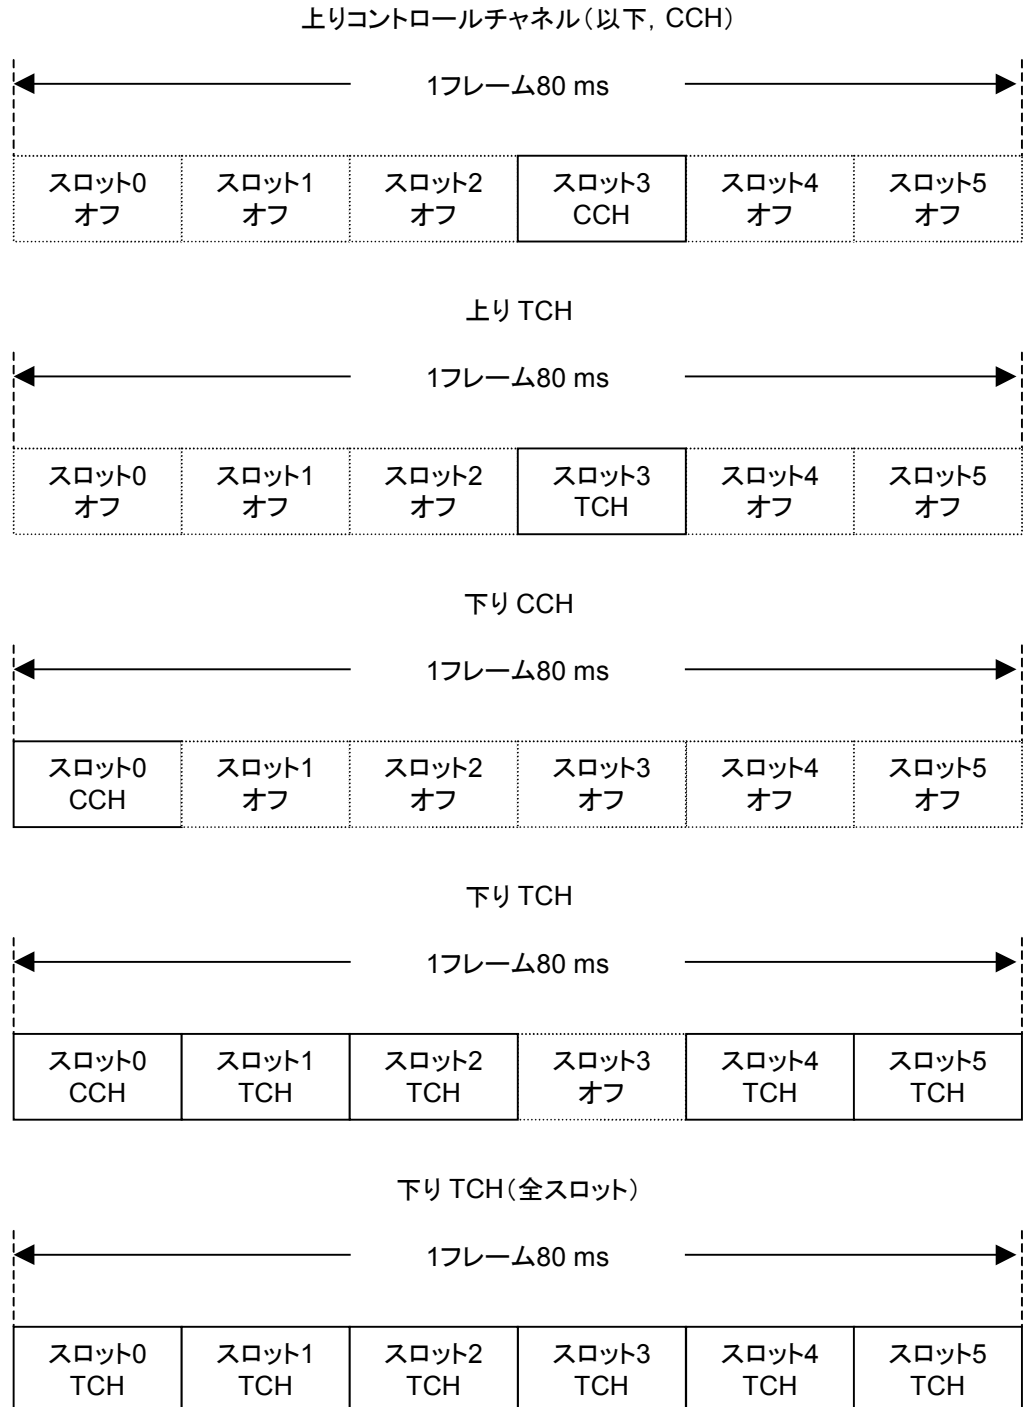 上りコントロールチャネル（以下, CCH）
1フレーム80 ms
スロット0 スロット1 スロット2 スロット3 スロット4 スロット5
オフ オフ オフ CCH オフ オフ
上り TCH
1フレーム80 ms
スロット0 スロット1 スロット2 スロット3 スロット4 スロット5
オフ オフ オフ TCH オフ オフ
下り CCH
1フレーム80 ms
スロット0 スロット1 スロット2 スロット3 スロット4 スロット5
CCH オフ オフ オフ オフ オフ
下り TCH
1フレーム80 ms
スロット0 スロット1 スロット2 スロット3 スロット4 スロット5
CCH TCH TCH オフ TCH TCH
下り TCH（全スロット）
1フレーム80 ms
スロット0 スロット1 スロット2 スロット3 スロット4 スロット5
TCH TCH TCH TCH TCH TCH